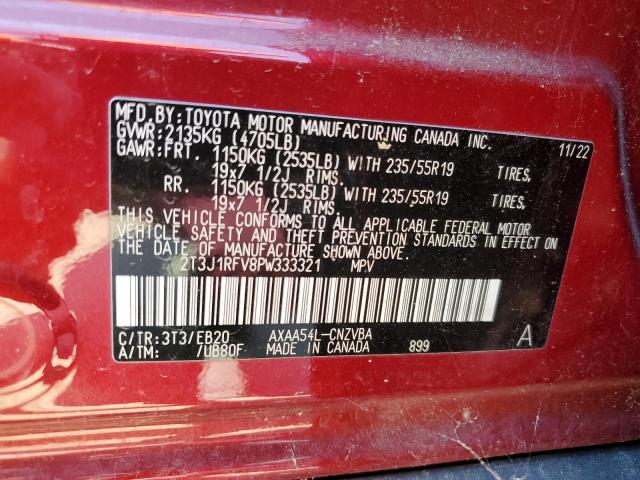 MFD.BY:TOYOTA MOTOR MANUFACTURING CANADA INC.
GVWR:2135KG (4705LB) 11/22
GAWR:FRT. 1150KG (2535LB) WITH 235/55R19 TIRES,
19x7 1/2J RIMS.
RR. 1150KG (2535LB) WITH 235/55R19 TIRES,
19x7 1/2J RIMS.
THIS VEHICLE CONFORMS TO ALL APPLICABLE FEDERAL MOTOR
VEHICLE SAFETY AND THEFT PREVENTION STANDARDS IN EFFECT ON
THE DATE OF MANUFACTURE SHOWN ABOVE.
2T3J1RFV8PW333321 MPV
C/TR:3T3/EB20 AXAA54L-CNZVBA
A/TM: /UB80F MADE IN CANADA 899 A